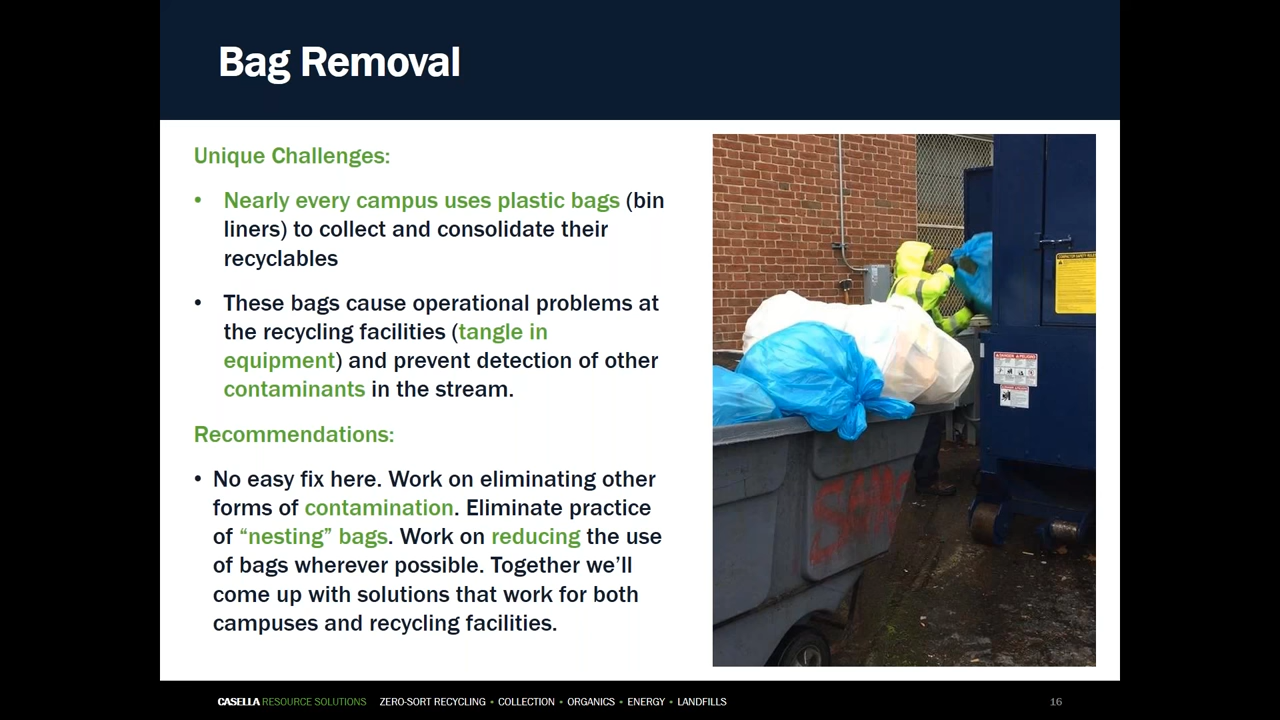 Bag Removal
Unique Challenges:
• Nearly every campus uses plastic bags (bin
liners) to collect and consolidate their
recyclables
• These bags cause operational problems at
the recycling facilities (tangle in
equipment) and prevent detection of other
contaminants in the stream.
Recommendations:
• No easy fix here. Work on eliminating other
forms of contamination. Eliminate practice
of “nesting” bags. Work on reducing the use
of bags wherever possible. Together we’ll
come up with solutions that work for both
campuses and recycling facilities.
CASELLA RESOURCE SOLUTIONS ZERO-SORT RECYCLING • COLLECTION • ORGANICS • ENERGY • LANDFILLS
16